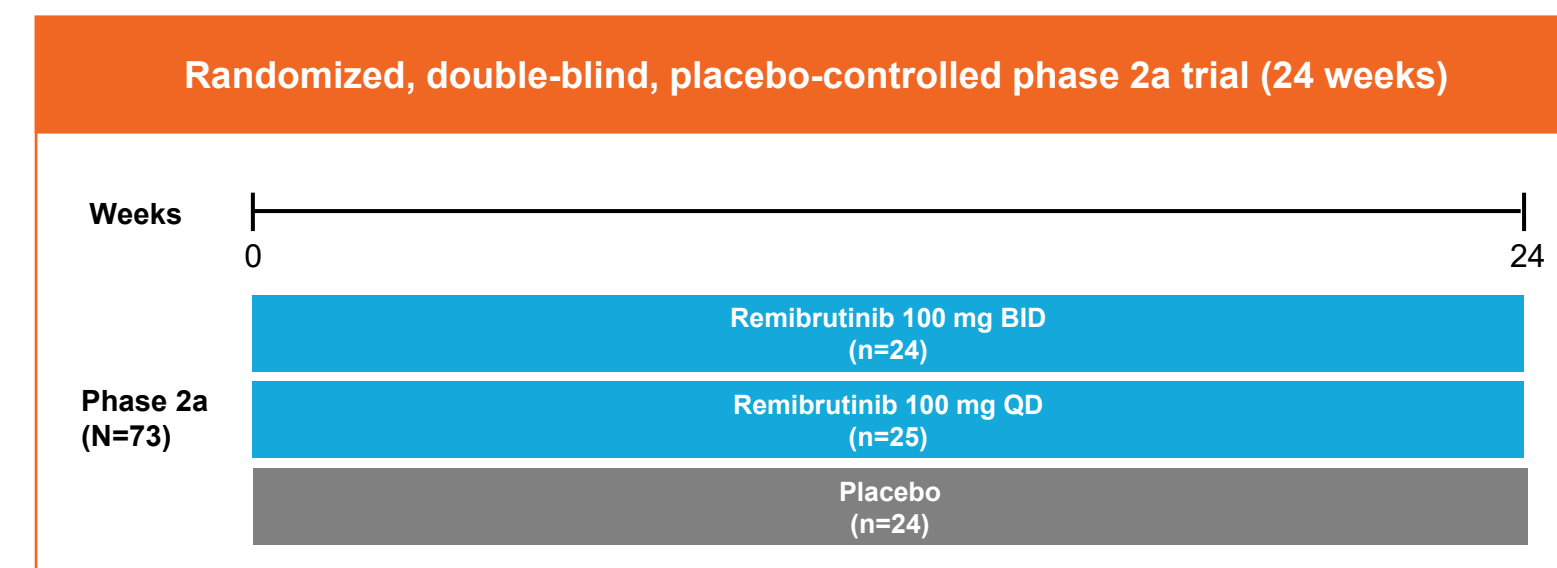 Randomized, double-blind, placebo-controlled phase 2a trial (24 weeks)
Weeks
0
24
Remibrutinib 100 mg BID
(n=24)
Phase 2a
(N=73)
Remibrutinib 100 mg QD
(n=25)
Placebo
(n=24)